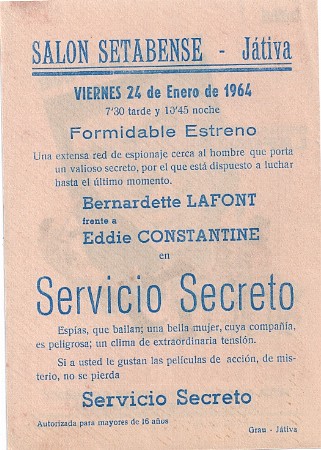 SALON SETABENSE - Játiva
VIERNES 24 de Enero de 1964
7'30 tarde y 10'45 noche
Formidable Estreno
Una extensa red de espionaje cerca al hombre que porta
un valioso secreto, por el que está dispuesto a luchar
hasta el último momento.
Bernardette LAFONT
frente a
Eddie CONSTANTINE
en
Servicio Secreto
Espías, que bailan; una bella mujer, cuya compañía,
es peligrosa; un clima de extraordinaria tensión.
Si a usted le gustan las películas de acción, de mis-
terio, no se pierda
Servicio Secreto
Autorizada para mayores de 16 años
Grau - Játiva